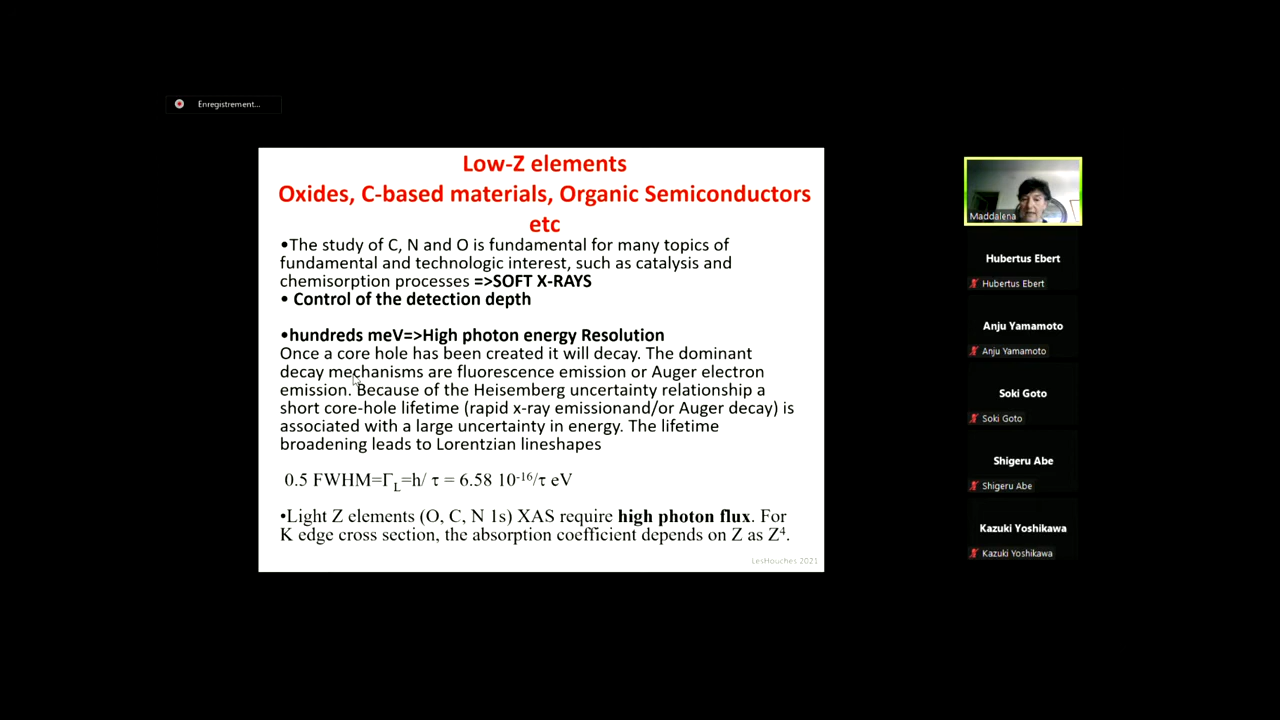 Enregistrement...
Low-Z elements
Oxides, C-based materials, Organic Semiconductors
etc
•The study of C, N and O is fundamental for many topics of
fundamental and technologic interest, such as catalysis and
chemisorption processes =>SOFT X-RAYS
• Control of the detection depth
•hundreds meV=>High photon energy Resolution
Once a core hole has been created it will decay. The dominant
decay mechanisms are fluorescence emission or Auger electron
emission. Because of the Heisemberg uncertainty relationship a
short core-hole lifetime (rapid x-ray emissionand/or Auger decay) is
associated with a large uncertainty in energy. The lifetime
broadening leads to Lorentzian lineshapes
0.5 FWHM=Γ_L=h/ τ = 6.58 10⁻¹⁶/τ eV
•Light Z elements (O, C, N 1s) XAS require high photon flux. For
K edge cross section, the absorption coefficient depends on Z as Z⁴.
LesHouches 2021
Maddalena
Hubertus Ebert
Hubertus Ebert
Anju Yamamoto
Anju Yamamoto
Soki Goto
Soki Goto
Shigeru Abe
Shigeru Abe
Kazuki Yoshikawa
Kazuki Yoshikawa